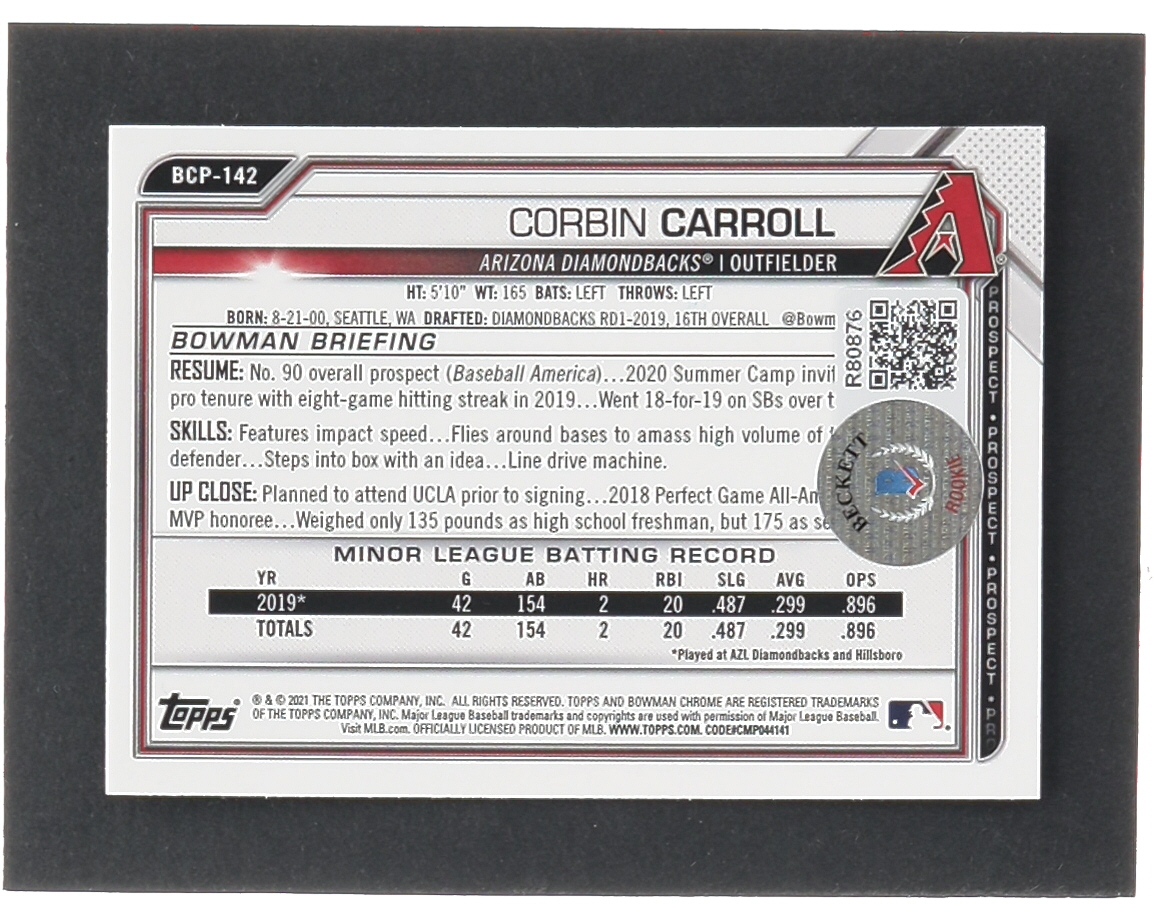 BCP-142
CORBIN CARROLL
ARIZONA DIAMONDBACKS® | OUTFIELDER
HT: 5'10" WT: 165 BATS: LEFT THROWS: LEFT
BORN: 8-21-00, SEATTLE, WA DRAFTED: DIAMONDBACKS RD1-2019, 16TH OVERALL @Bowm
BOWMAN BRIEFING
RESUME: No. 90 overall prospect (Baseball America)...2020 Summer Camp invit
pro tenure with eight-game hitting streak in 2019...Went 18-for-19 on SBs over t
SKILLS: Features impact speed...Flies around bases to amass high volume of
defender...Steps into box with an idea...Line drive machine.
UP CLOSE: Planned to attend UCLA prior to signing...2018 Perfect Game All-Am
MVP honoree...Weighed only 135 pounds as high school freshman, but 175 as se
R80876
BECKETT
ROOKIE
MINOR LEAGUE BATTING RECORD
YR G AB HR RBI SLG AVG OPS
2019* 42 154 2 20 .487 .299 .896
TOTALS 42 154 2 20 .487 .299 .896
*Played at AZL Diamondbacks and Hillsboro
TOPPS
® & © 2021 THE TOPPS COMPANY, INC. ALL RIGHTS RESERVED. TOPPS AND BOWMAN CHROME ARE REGISTERED TRADEMARKS
OF THE TOPPS COMPANY, INC. Major League Baseball trademarks and copyrights are used with permission of Major League Baseball.
Visit MLB.com. OFFICIALLY LICENSED PRODUCT OF MLB. WWW.TOPPS.COM. CODE#CMP044141
PROSPECT • PROSPECT • PROSPECT • PR